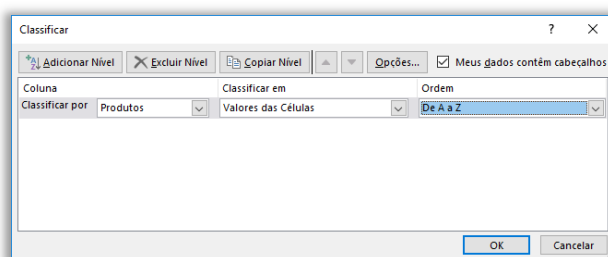 Classificar ? ×
Adicionar Nível Excluir Nível Copiar Nível Opções... Meus dados contêm cabeçalhos
Coluna Classificar em Ordem
Classificar por Produtos Valores das Células De A a Z
OK Cancelar